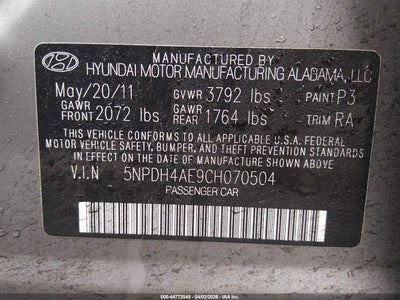 MANUFACTURED BY
HYUNDAI MOTOR MANUFACTURING ALABAMA, LLC
May/20/11 GVWR 3792 lbs PAINT P3
GAWR FRONT 2072 lbs GAWR REAR 1764 lbs TRIM RA
THIS VEHICLE CONFORMS TO ALL APPLICABLE U.S.A FEDERAL
MOTOR VEHICLE SAFETY, BUMPER, AND THEFT PREVENTION
STANDARDS IN EFFECT ON THE DATE OF MANUFACTURE SHOWN ABOVE.
V.I.N 5NPDH4AE9CH070504
PASSENGER CAR
000-44772048 - 04/02/2026 - IAA, Inc.